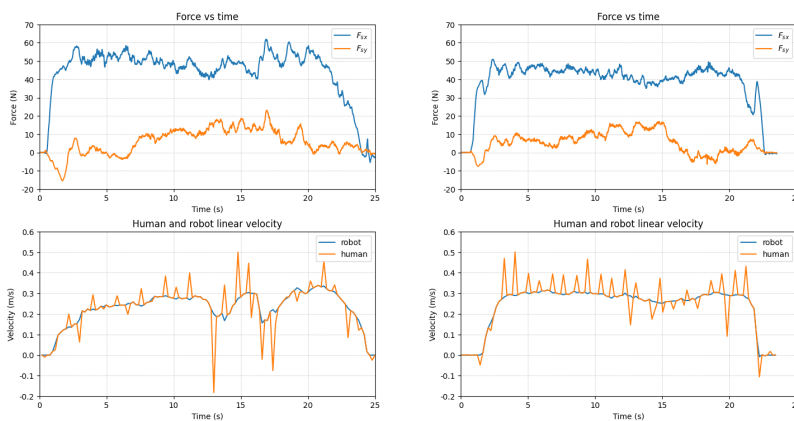 Force vs time
70
60
50
40
30
20
10
0
-10
-20
Force (N)
Fsx
Fsy
0 5 10 15 20 25
Time (s)
Force vs time
70
60
50
40
30
20
10
0
-10
-20
Force (N)
Fsx
Fsy
0 5 10 15 20 2
Time (s)
Human and robot linear velocity
0.6
0.5
0.4
0.3
0.2
0.1
0.0
-0.1
-0.2
Velocity (m/s)
robot
human
0 5 10 15 20 25
Time (s)
Human and robot linear velocity
0.6
0.5
0.4
0.3
0.2
0.1
0.0
-0.1
-0.2
Velocity (m/s)
robot
human
0 5 10 15 20 2
Time (s)